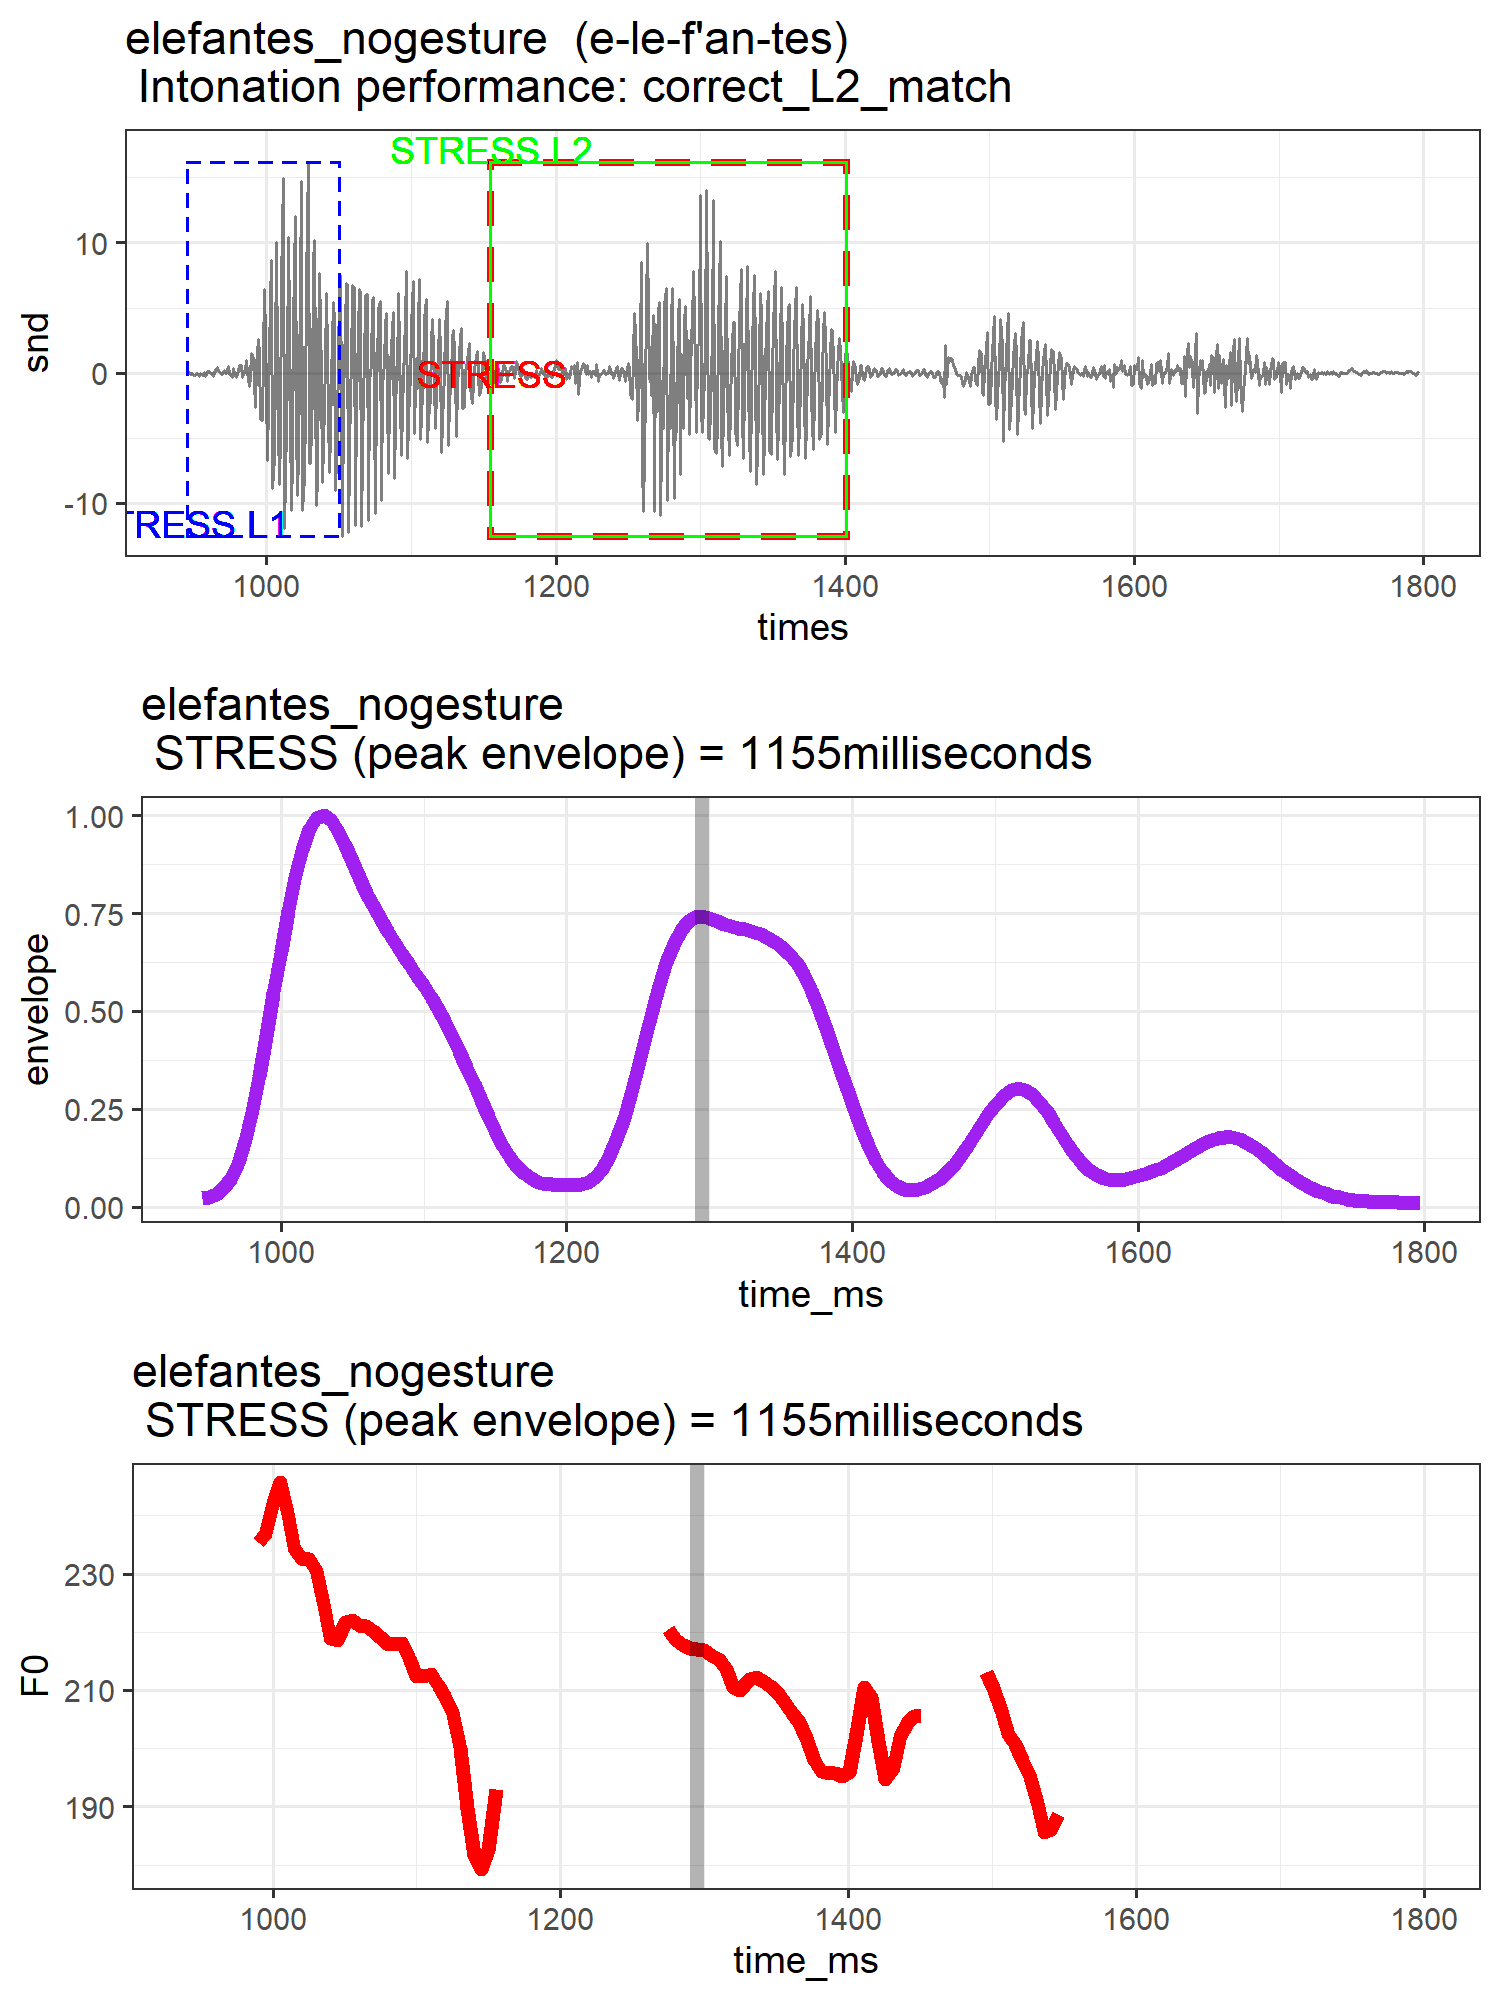 elefantes_nogesture  (e-le-f'an-tes)
Intonation performance: correct_L2_match
STRESS L2
STRESS
TRESS L1
snd
10
0
-10
1000 1200 1400 1600 1800
times
elefantes_nogesture
STRESS (peak envelope) = 1155milliseconds
envelope
1.00
0.75
0.50
0.25
0.00
1000 1200 1400 1600 1800
time_ms
elefantes_nogesture
STRESS (peak envelope) = 1155milliseconds
F0
230
210
190
1000 1200 1400 1600 1800
time_ms